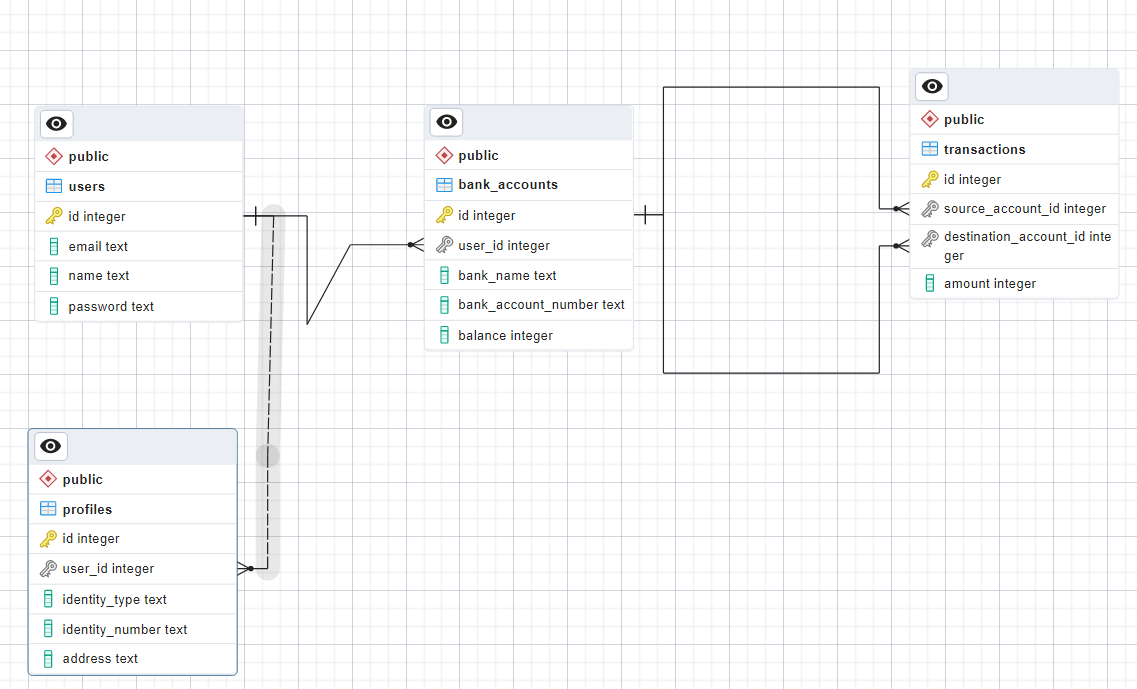 public
users
id integer
email text
name text
password text
public
bank_accounts
id integer
user_id integer
bank_name text
bank_account_number text
balance integer
public
transactions
id integer
source_account_id integer
destination_account_id inte
ger
amount integer
public
profiles
id integer
user_id integer
identity_type text
identity_number text
address text